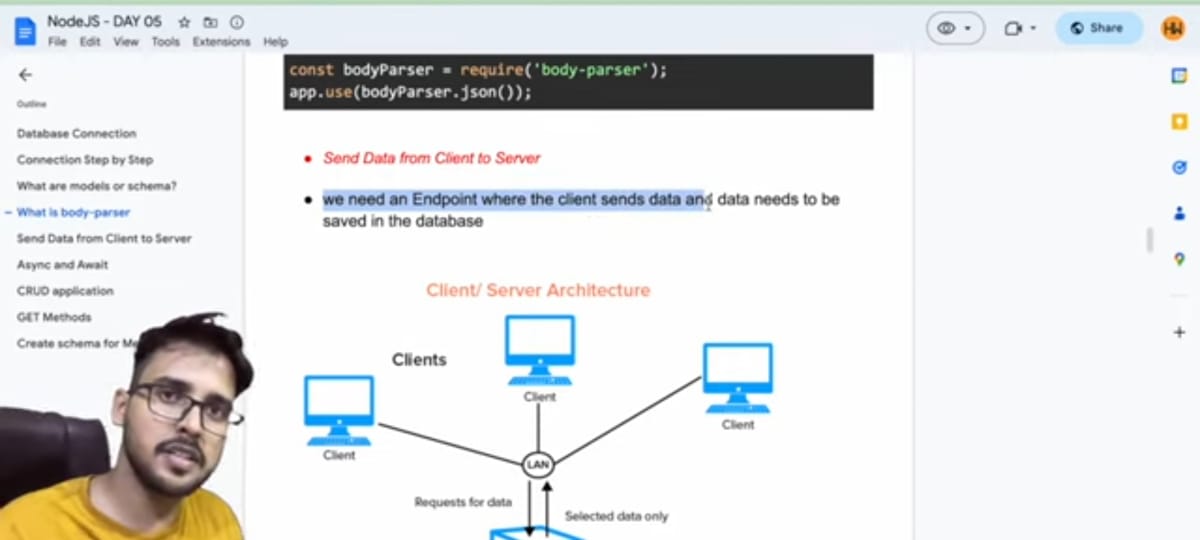 NodeJS - DAY 05
File Edit View Tools Extensions Help
Share
HW
Outline
Database Connection
Connection Step by Step
What are models or schema?
What is body-parser
Send Data from Client to Server
Async and Await
CRUD application
GET Methods
Create schema for Me
const bodyParser = require('body-parser');
app.use(bodyParser.json());
Send Data from Client to Server
we need an Endpoint where the client sends data and data needs to be
saved in the database
Client/ Server Architecture
Clients
Client
Client
Client
LAN
Requests for data
Selected data only